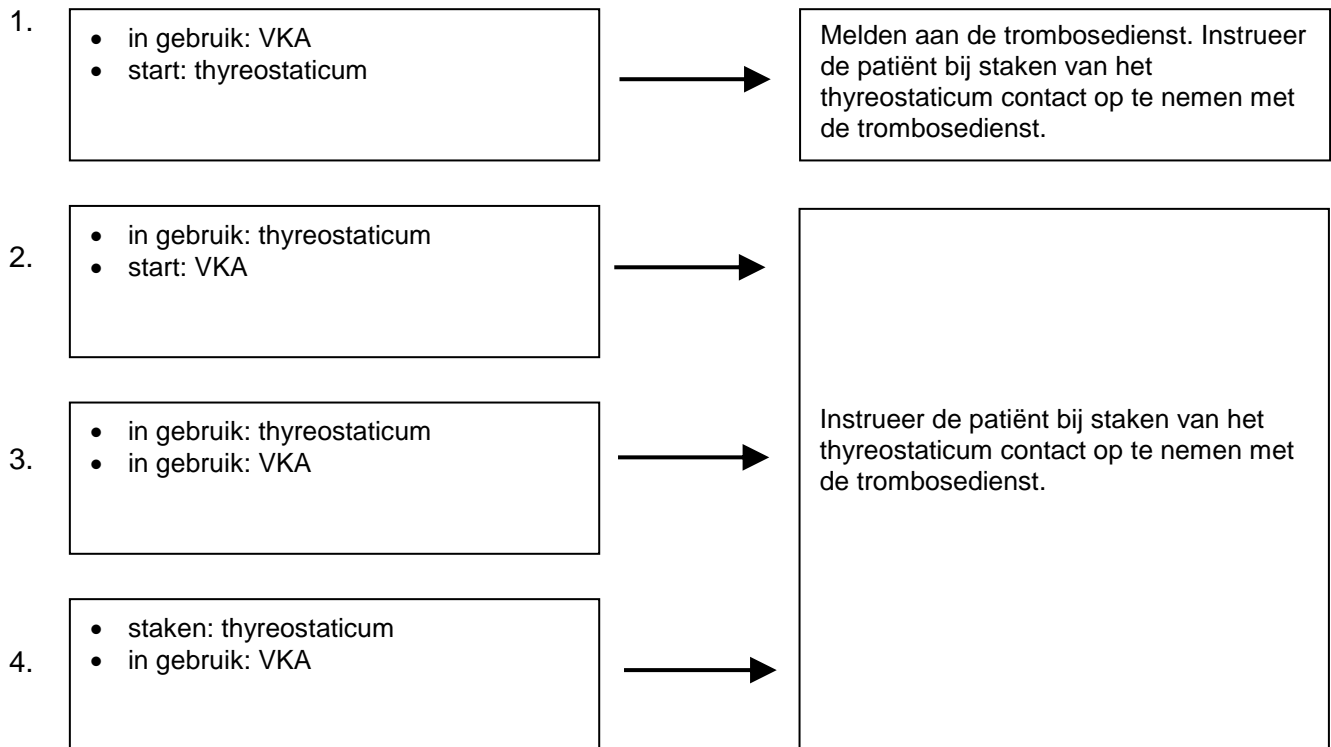 1.
• in gebruik: VKA
• start: thyreostaticum
Melden aan de trombosedienst. Instrueer
de patiënt bij staken van het
thyreostaticum contact op te nemen met
de trombosedienst.
2.
• in gebruik: thyreostaticum
• start: VKA
3.
• in gebruik: thyreostaticum
• in gebruik: VKA
Instrueer de patiënt bij staken van het
thyreostaticum contact op te nemen met
de trombosedienst.
4.
• staken: thyreostaticum
• in gebruik: VKA